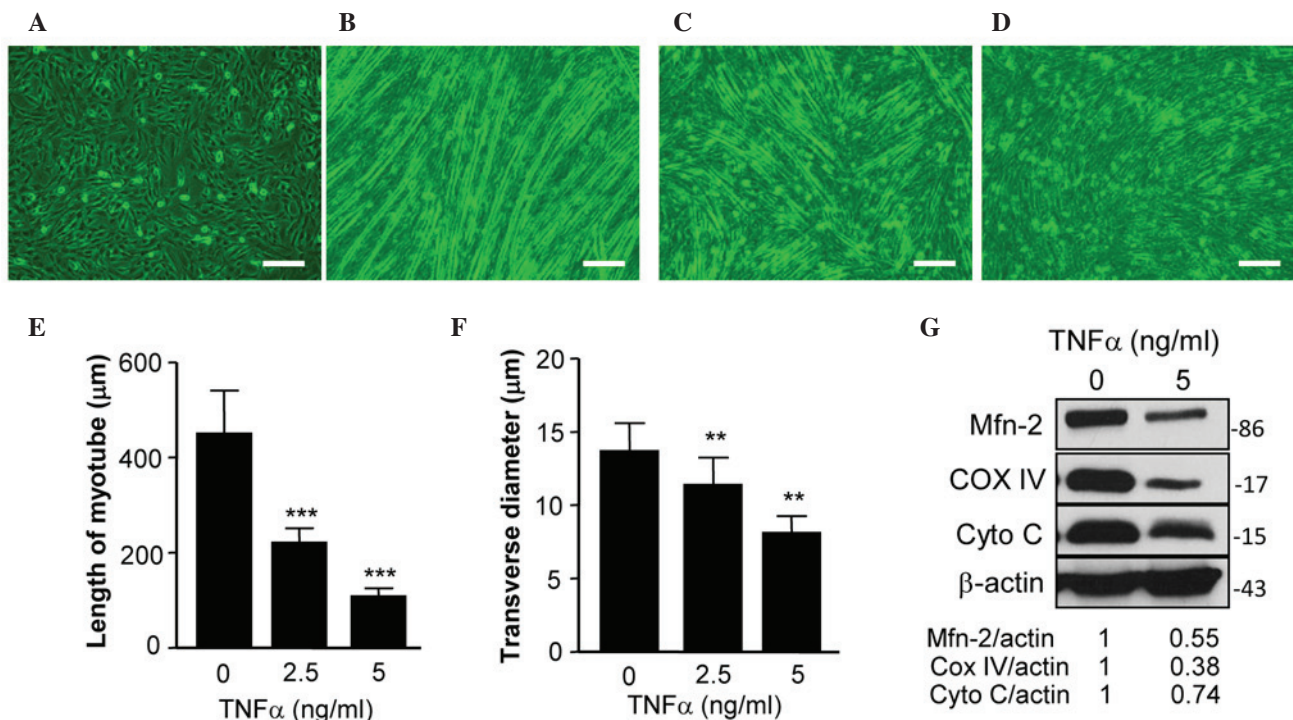 A B C D
E F G
600
400
200
0
Length of myotube (µm)
***
***
0 2.5 5
TNFα (ng/ml)
20
15
10
5
0
Transverse diameter (µm)
**
**
0 2.5 5
TNFα (ng/ml)
TNFα (ng/ml)
0 5
Mfn-2 -86
COX IV -17
Cyto C -15
β-actin -43
Mfn-2/actin 1 0.55
Cox IV/actin 1 0.38
Cyto C/actin 1 0.74